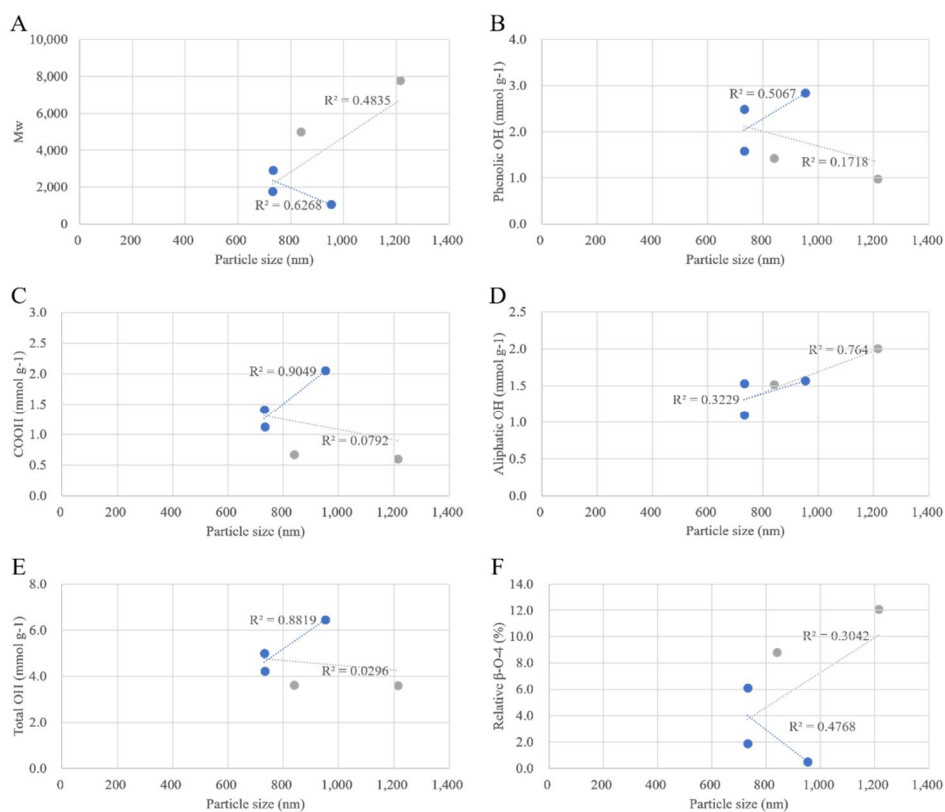 A
10,000
8,000
6,000
4,000
2,000
0
Mw
R² = 0.4835
R² = 0.6268
0 200 400 600 800 1,000 1,200 1,400
Particle size (nm)
B
4.0
3.0
2.0
1.0
0.0
Phenolic OH (mmol g-1)
R² = 0.5067
R² = 0.1718
0 200 400 600 800 1,000 1,200 1,400
Particle size (nm)
C
3.0
2.5
2.0
1.5
1.0
0.5
0.0
COOH (mmol g-1)
R² = 0.9049
R² = 0.0792
0 200 400 600 800 1,000 1,200 1,400
Particle size (nm)
D
2.5
2.0
1.5
1.0
0.5
0.0
Aliphatic OH (mmol g-1)
R² = 0.764
R² = 0.3229
0 200 400 600 800 1,000 1,200 1,400
Particle size (nm)
E
8.0
6.0
4.0
2.0
0.0
Total OH (mmol g-1)
R² = 0.8819
R² = 0.0296
0 200 400 600 800 1,000 1,200 1,400
Particle size (nm)
F
14.0
12.0
10.0
8.0
6.0
4.0
2.0
0.0
Relative β-O-4 (%)
R² = 0.3042
R² = 0.4768
0 200 400 600 800 1,000 1,200 1,400
Particle size (nm)